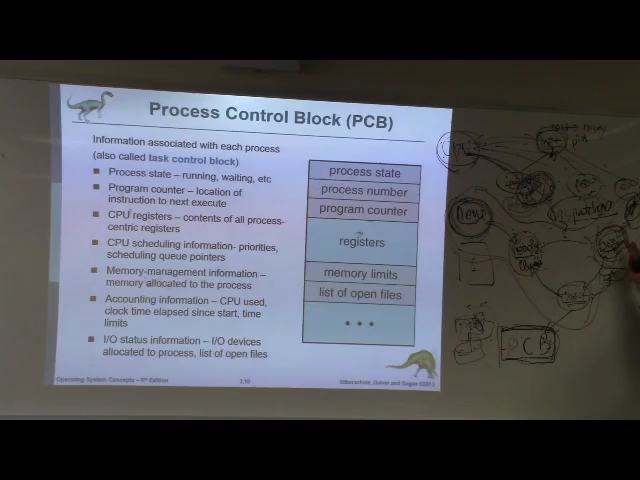 Process Control Block (PCB)
Information associated with each process
(also called task control block)
Process state – running, waiting, etc
Program counter – location of
instruction to next execute
CPU registers – contents of all process-
centric registers
CPU scheduling information- priorities,
scheduling queue pointers
Memory-management information –
memory allocated to the process
Accounting information – CPU used,
clock time elapsed since start, time
limits
I/O status information – I/O devices
allocated to process, list of open files
process state
process number
program counter
registers
memory limits
list of open files
• • •
Operating System Concepts – 9th Edition
3.10
Silberschatz, Galvin and Gagne ©2013
New
ready
PCB